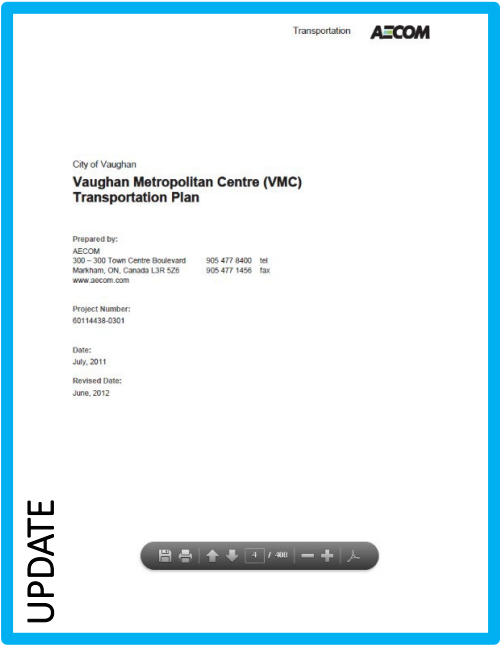 Transportation AECOM
City of Vaughan
Vaughan Metropolitan Centre (VMC)
Transportation Plan
Prepared by:
AECOM
300 – 300 Town Centre Boulevard 905 477 8400 tel
Markham, ON, Canada L3R 5Z6 905 477 1456 fax
www.aecom.com
Project Number:
60114438-0301
Date:
July, 2011
Revised Date:
June, 2012
UPDATE
4 / 400